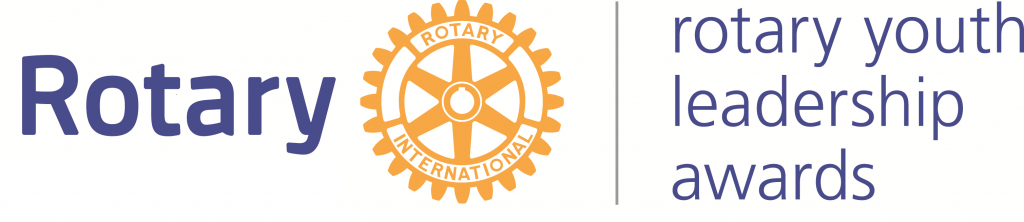 Rotary
ROTARY
INTERNATIONAL
rotary youth
leadership
awards